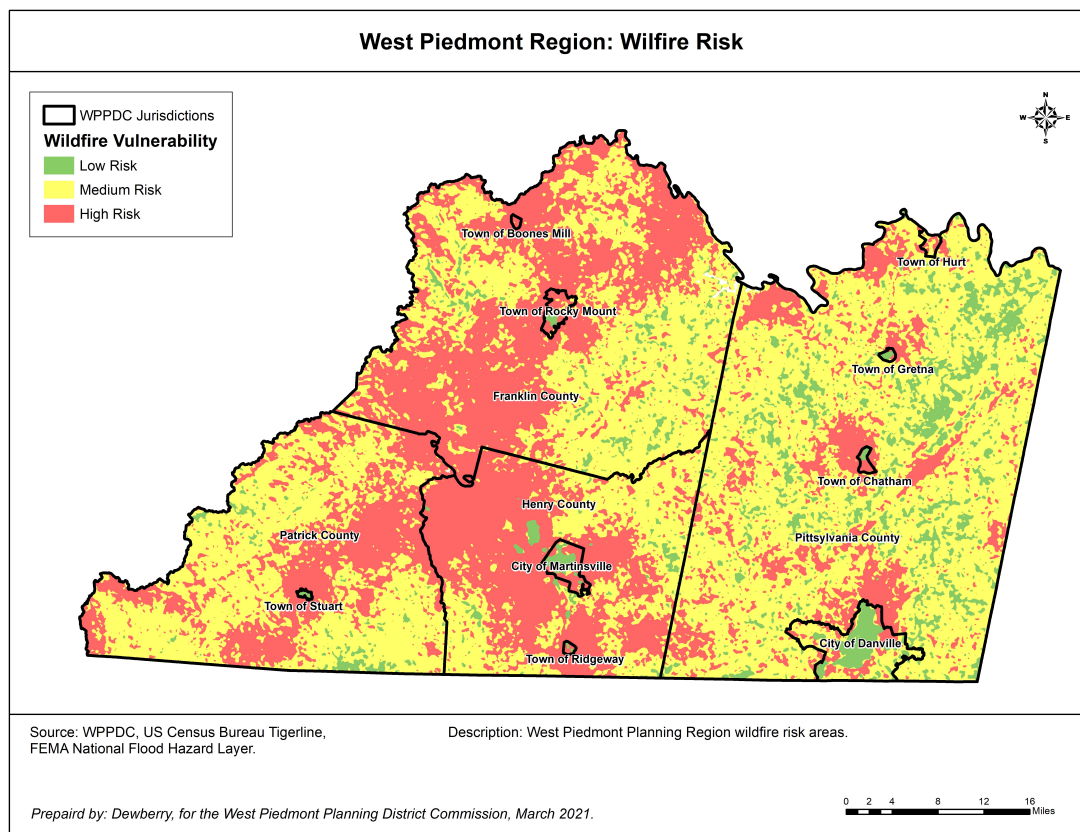 West Piedmont Region: Wilfire Risk
WPPDC Jurisdictions
Wildfire Vulnerability
Low Risk
Medium Risk
High Risk
N
W E
S
Town of Boones Mill
Town of Hurt
Town of Rocky Mount
Town of Gretna
Franklin County
Town of Chatham
Henry County
Patrick County
Pittsylvania County
City of Martinsville
Town of Stuart
City of Danville
Town of Ridgeway
Source: WPPDC, US Census Bureau Tigerline,
FEMA National Flood Hazard Layer.
Description: West Piedmont Planning Region wildfire risk areas.
Prepaird by: Dewberry, for the West Piedmont Planning District Commission, March 2021.
0 2 4 8 12 16
Miles